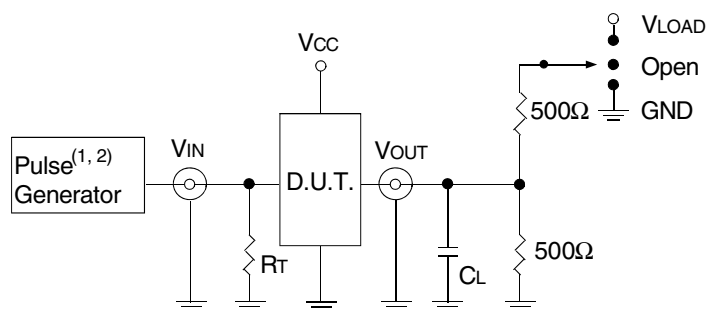 VLOAD
VCC
Open
500Ω
GND
Pulse(1, 2)
Generator
VIN
D.U.T.
VOUT
RT
CL
500Ω